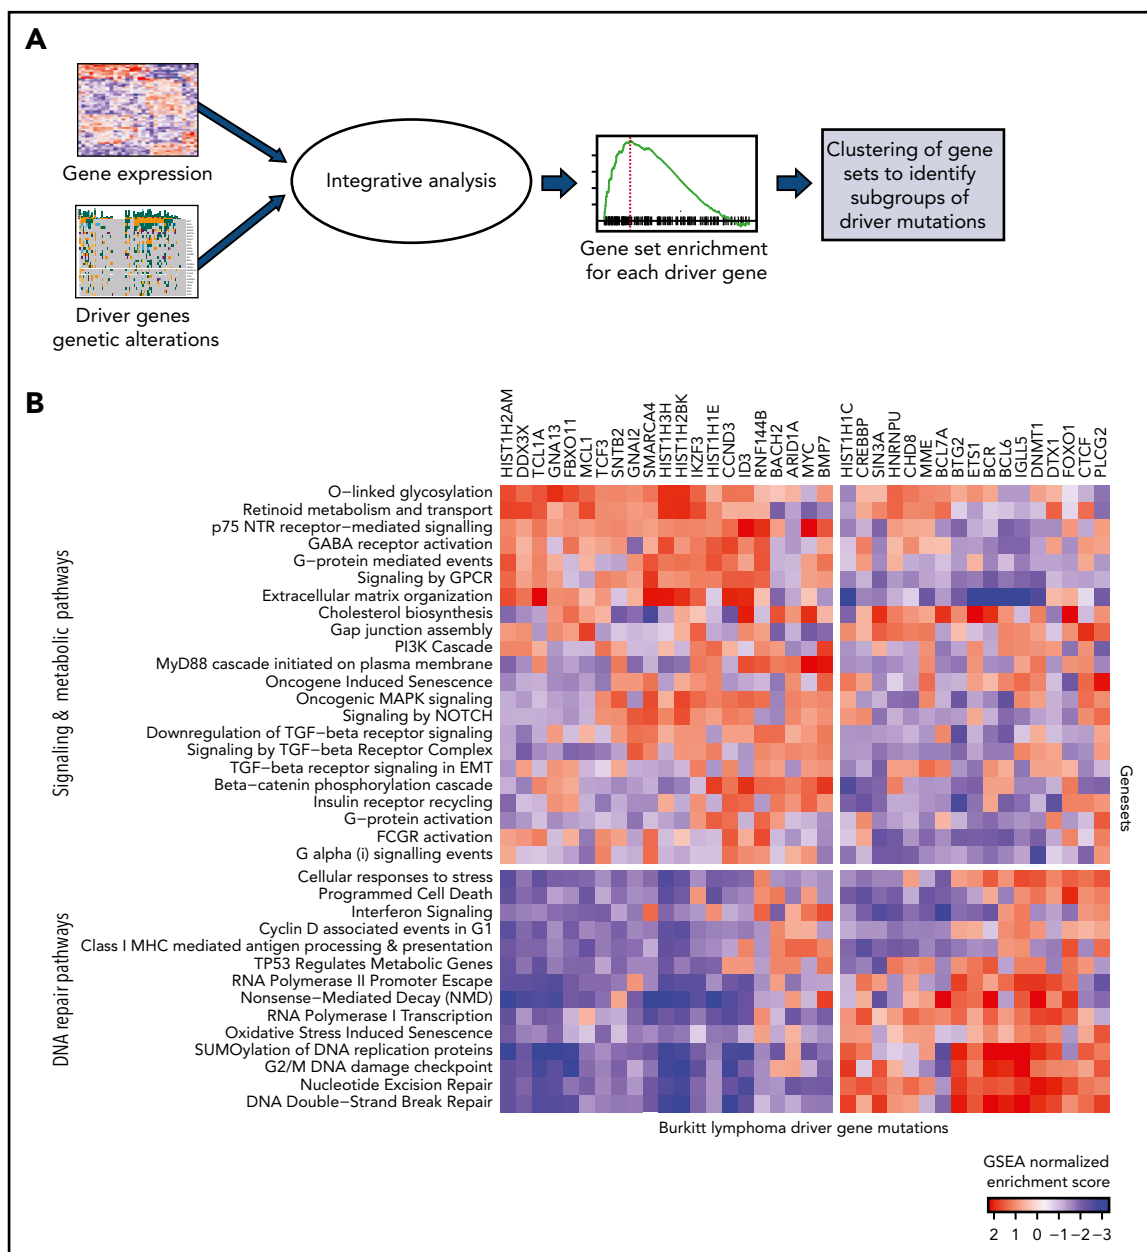 A
Gene expression
Driver genes
genetic alterations
Integrative analysis
Gene set enrichment
for each driver gene
Clustering of gene
sets to identify
subgroups of
driver mutations
B
HIST1H2AM
DDX3X
TCL1A
GNA13
FBXO11
MCL1
TCF3
SNTB2
GNAI2
SMARCA4
HIST1H3H
HIST1H2BK
IKZF3
HIST1H1E
CCND3
ID3
RNF144B
BACH2
ARID1A
MYC
BMP7
HIST1H1C
CREBBP
SIN3A
HNRNPU
CHD8
MME
BCL7A
BTG2
ETS1
BCR
BCL6
IGLL5
DNMT1
DTX1
FOXO1
CTCF
PLCG2
Signaling & metabolic pathways
O−linked glycosylation
Retinoid metabolism and transport
p75 NTR receptor−mediated signalling
GABA receptor activation
G−protein mediated events
Signaling by GPCR
Extracellular matrix organization
Cholesterol biosynthesis
Gap junction assembly
PI3K Cascade
MyD88 cascade initiated on plasma membrane
Oncogene Induced Senescence
Oncogenic MAPK signaling
Signaling by NOTCH
Downregulation of TGF−beta receptor signaling
Signaling by TGF−beta Receptor Complex
TGF−beta receptor signaling in EMT
Beta−catenin phosphorylation cascade
Insulin receptor recycling
G−protein activation
FCGR activation
G alpha (i) signalling events
Genesets
DNA repair pathways
Cellular responses to stress
Programmed Cell Death
Interferon Signaling
Cyclin D associated events in G1
Class I MHC mediated antigen processing & presentation
TP53 Regulates Metabolic Genes
RNA Polymerase II Promoter Escape
Nonsense−Mediated Decay (NMD)
RNA Polymerase I Transcription
Oxidative Stress Induced Senescence
SUMOylation of DNA replication proteins
G2/M DNA damage checkpoint
Nucleotide Excision Repair
DNA Double−Strand Break Repair
Burkitt lymphoma driver gene mutations
GSEA normalized
enrichment score
2 1 0 −1 −2 −3